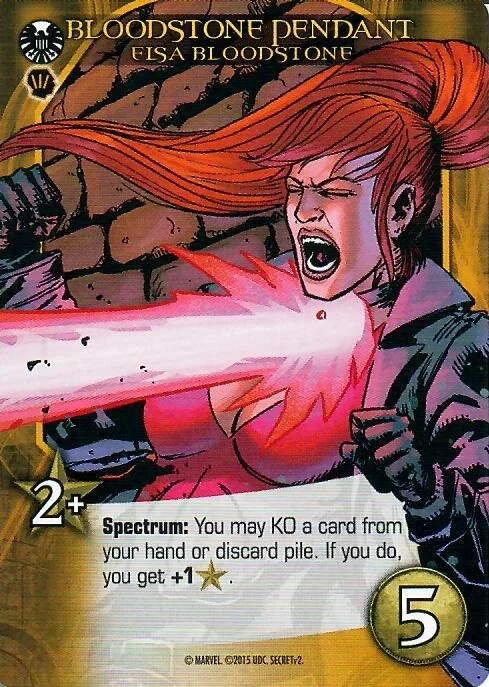 BLOODSTONE PENDANT
ELSA BLOODSTONE
2+
Spectrum: You may KO a card from
your hand or discard pile. If you do,
you get +1★.
5
© MARVEL. ©2015 UDC. SECRETv2.